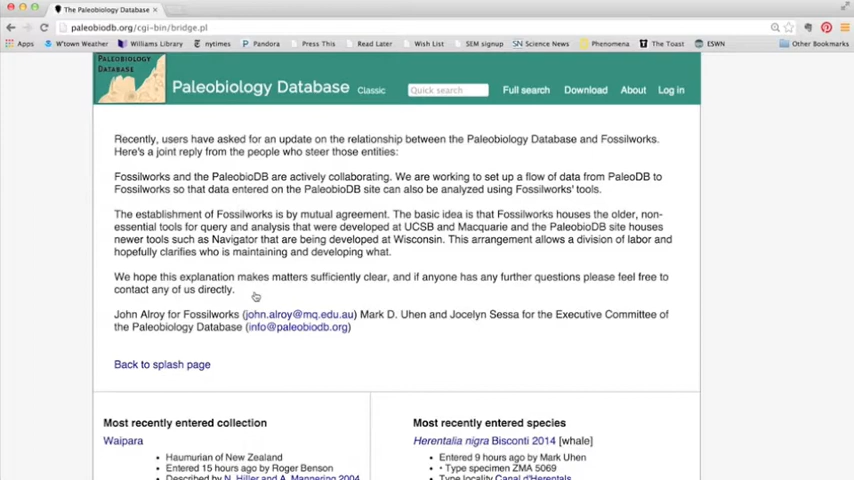 The Paleobiology Database
paleobiodb.org/cgi-bin/bridge.pl
Apps W'town Weather Williams Library nytimes Pandora Press This Read Later Wish List SEM signup SN Science News Phenomena The Toast ESWN Other Bookmarks
PALEOBIOLOGY
DATABASE
Paleobiology Database Classic Quick search Full search Download About Log in
Recently, users have asked for an update on the relationship between the Paleobiology Database and Fossilworks.
Here's a joint reply from the people who steer those entities:
Fossilworks and the PaleobioDB are actively collaborating. We are working to set up a flow of data from PaleoDB to
Fossilworks so that data entered on the PaleobioDB site can also be analyzed using Fossilworks' tools.
The establishment of Fossilworks is by mutual agreement. The basic idea is that Fossilworks houses the older, non-
essential tools for query and analysis that were developed at UCSB and Macquarie and the PaleobioDB site houses
newer tools such as Navigator that are being developed at Wisconsin. This arrangement allows a division of labor and
hopefully clarifies who is maintaining and developing what.
We hope this explanation makes matters sufficiently clear, and if anyone has any further questions please feel free to
contact any of us directly.
John Alroy for Fossilworks (john.alroy@mq.edu.au) Mark D. Uhen and Jocelyn Sessa for the Executive Committee of
the Paleobiology Database (info@paleobiodb.org)
Back to splash page
Most recently entered collection
Waipara
• Haumurian of New Zealand
• Entered 15 hours ago by Roger Benson
• Described by N. Hiller and A. Mannering 2004
Most recently entered species
Herentalia nigra Bisconti 2014 [whale]
• Entered 9 hours ago by Mark Uhen
• • Type specimen ZMA 5069
• Type locality Canal d'Herentals